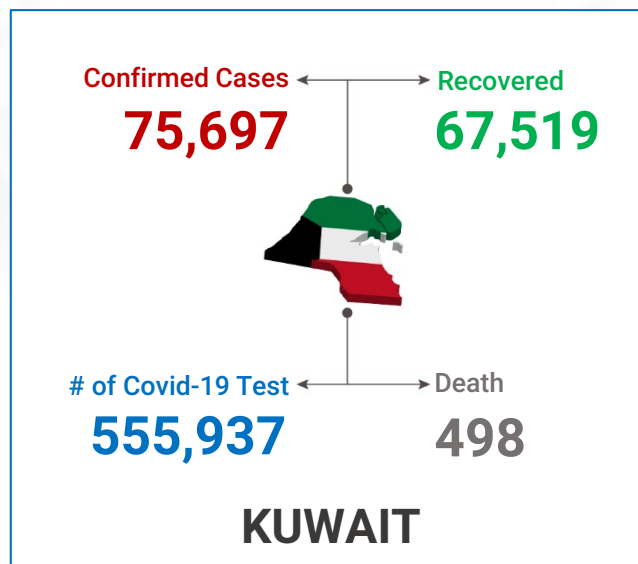 Confirmed Cases
75,697
Recovered
67,519
# of Covid-19 Test
555,937
Death
498
KUWAIT